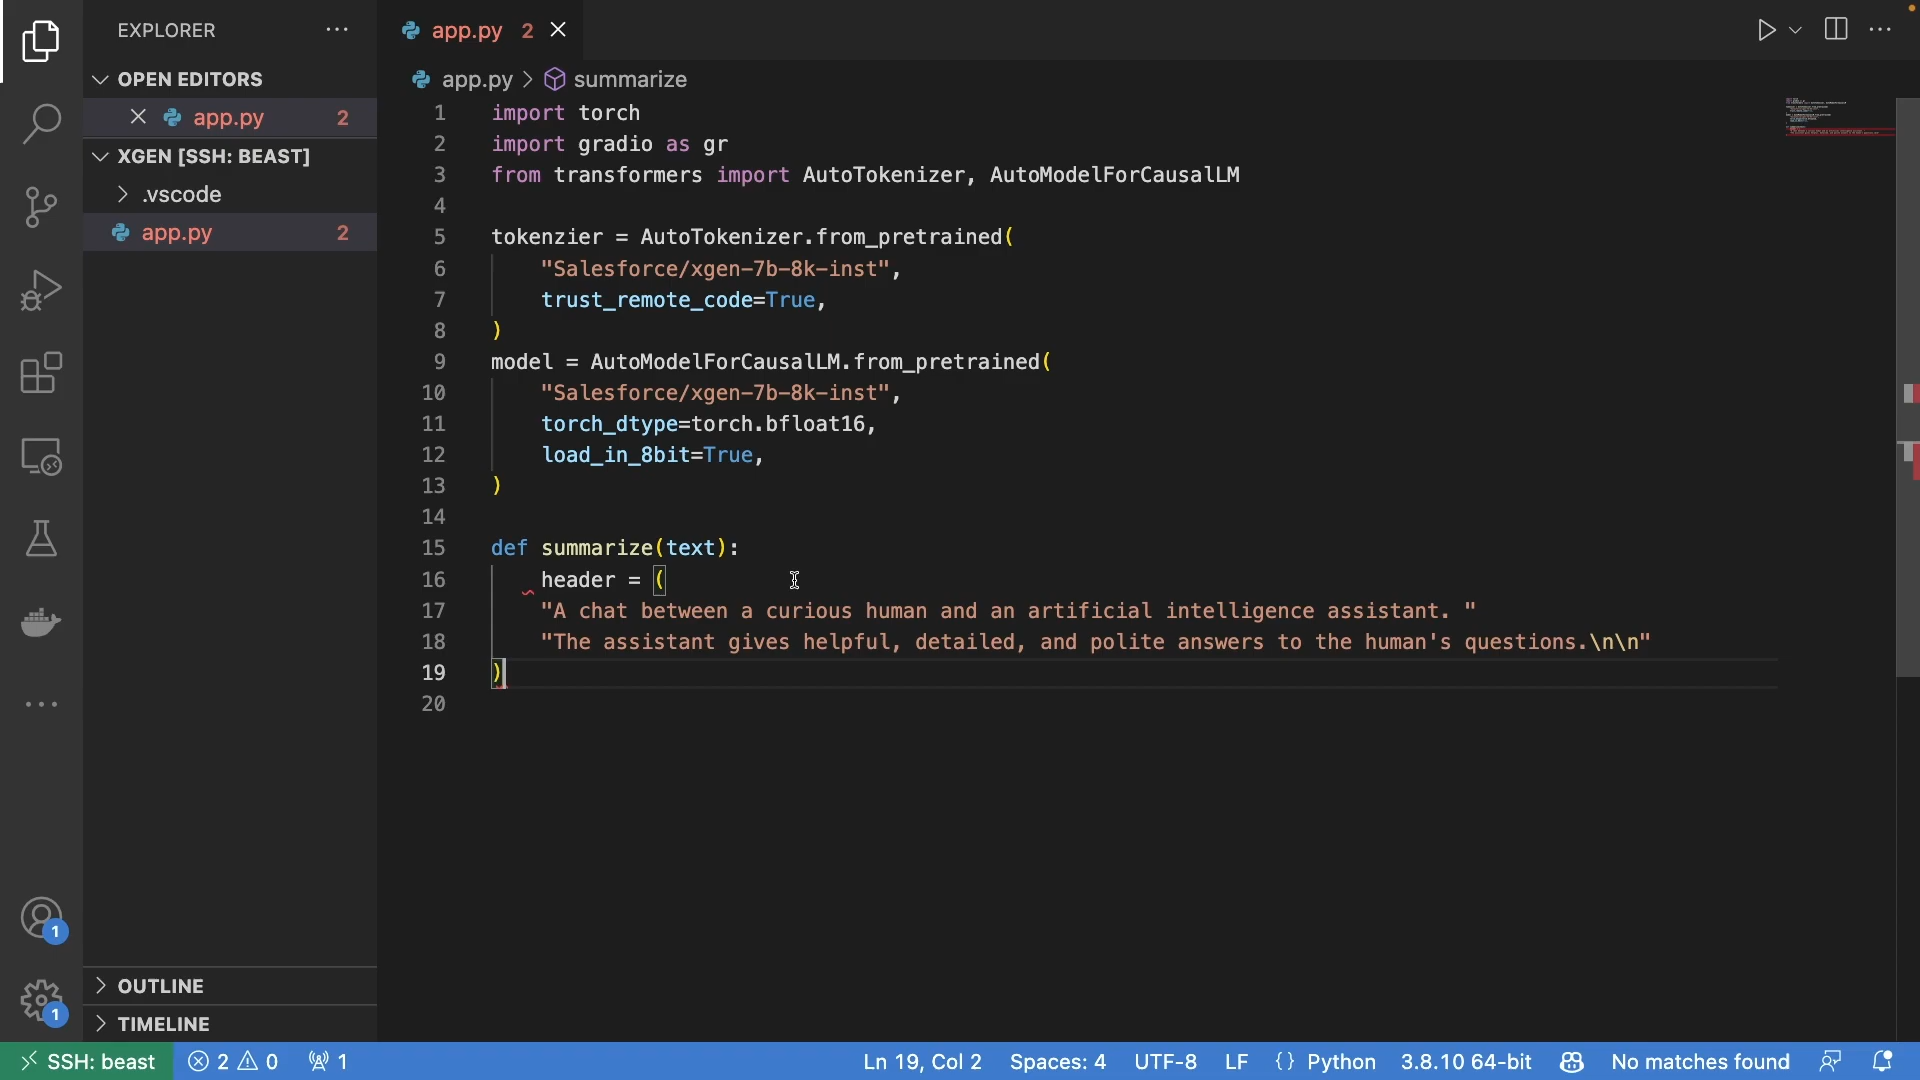 EXPLORER
OPEN EDITORS
app.py 2
XGEN [SSH: BEAST]
.vscode
app.py 2
OUTLINE
TIMELINE
1
1
app.py 2
app.py > summarize
1 import torch
2 import gradio as gr
3 from transformers import AutoTokenizer, AutoModelForCausalLM
4
5 tokenzier = AutoTokenizer.from_pretrained(
6     "Salesforce/xgen-7b-8k-inst",
7     trust_remote_code=True,
8 )
9 model = AutoModelForCausalLM.from_pretrained(
10     "Salesforce/xgen-7b-8k-inst",
11     torch_dtype=torch.bfloat16,
12     load_in_8bit=True,
13 )
14
15 def summarize(text):
16     header = (
17     "A chat between a curious human and an artificial intelligence assistant. "
18     "The assistant gives helpful, detailed, and polite answers to the human's questions.\n\n"
19 )
20
SSH: beast 2 0 1 Ln 19, Col 2 Spaces: 4 UTF-8 LF {} Python 3.8.10 64-bit No matches found